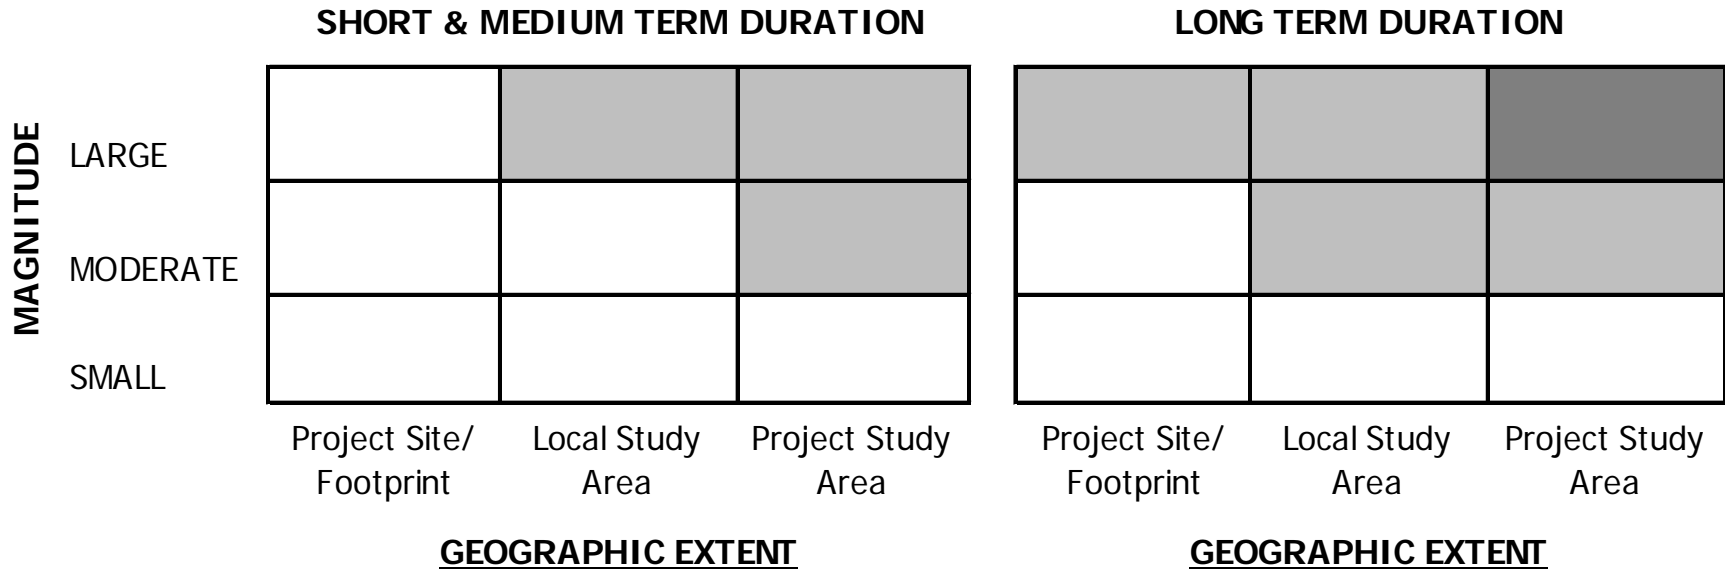 SHORT & MEDIUM TERM DURATION
LONG TERM DURATION
MAGNITUDE
LARGE
MODERATE
SMALL
Project Site/
Footprint
Local Study
Area
Project Study
Area
Project Site/
Footprint
Local Study
Area
Project Study
Area
GEOGRAPHIC EXTENT
GEOGRAPHIC EXTENT